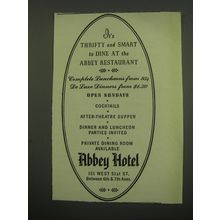 It's
THRIFTY and SMART
to DINE AT the
ABBEY RESTAURANT
Complete Luncheons from 85¢
De Luxe Dinners from $1.50
OPEN SUNDAYS
COCKTAILS
AFTER-THEATRE SUPPER
DINNER AND LUNCHEON
PARTIES INVITED
PRIVATE DINING ROOM
AVAILABLE
Abbey Hotel
151 WEST 51st ST.
Between 6th & 7th Aves.